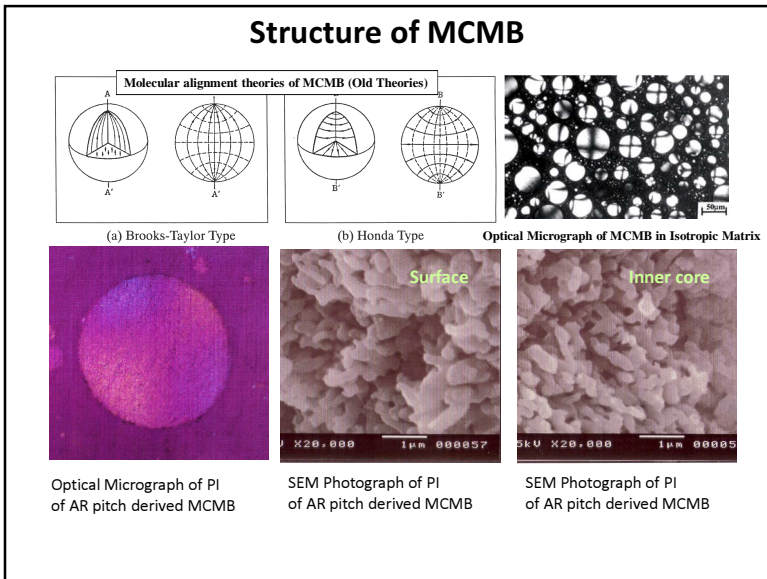 Structure of MCMB
Molecular alignment theories of MCMB (Old Theories)
A
A
B
A'
A'
B'
B'
50μm
(a) Brooks-Taylor Type
(b) Honda Type
Optical Micrograph of MCMB in Isotropic Matrix
Surface
Inner core
X20,000 1μm 000057
5kV X20,000 1μm 00005
Optical Micrograph of PI
of AR pitch derived MCMB
SEM Photograph of PI
of AR pitch derived MCMB
SEM Photograph of PI
of AR pitch derived MCMB